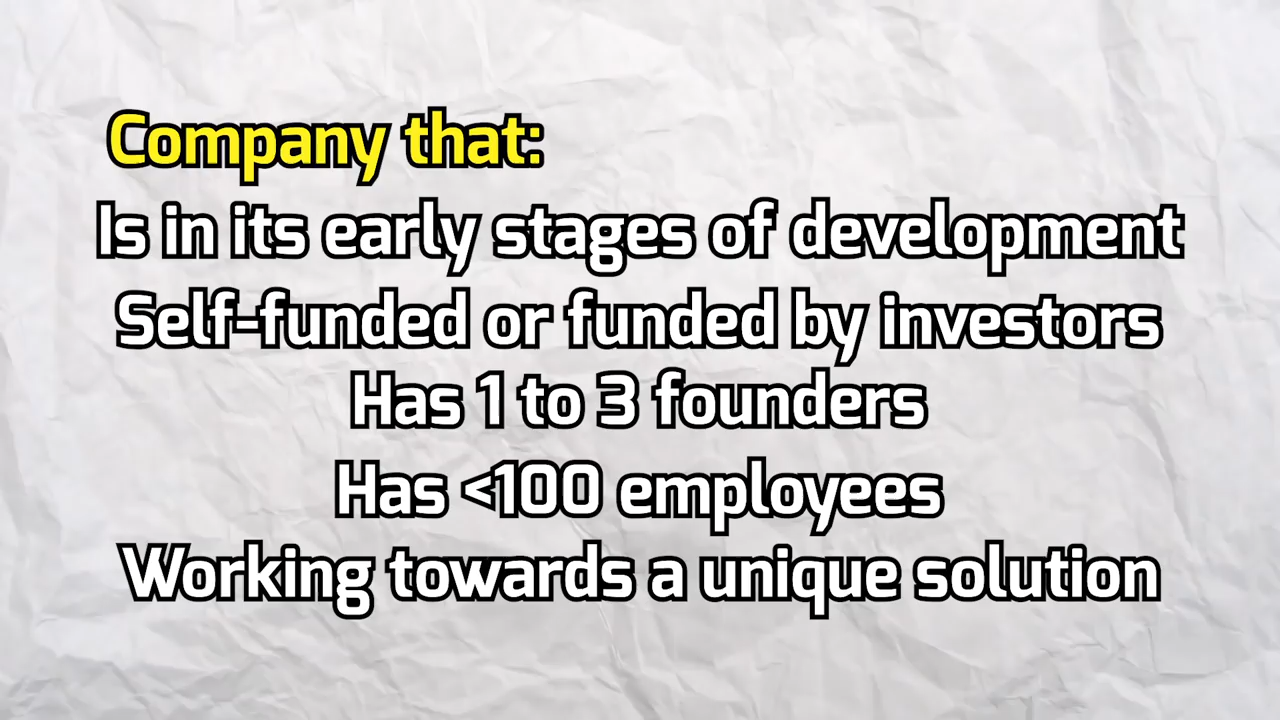 Company that:
Is in its early stages of development
Self-funded or funded by investors
Has 1 to 3 founders
Has <100 employees
Working towards a unique solution